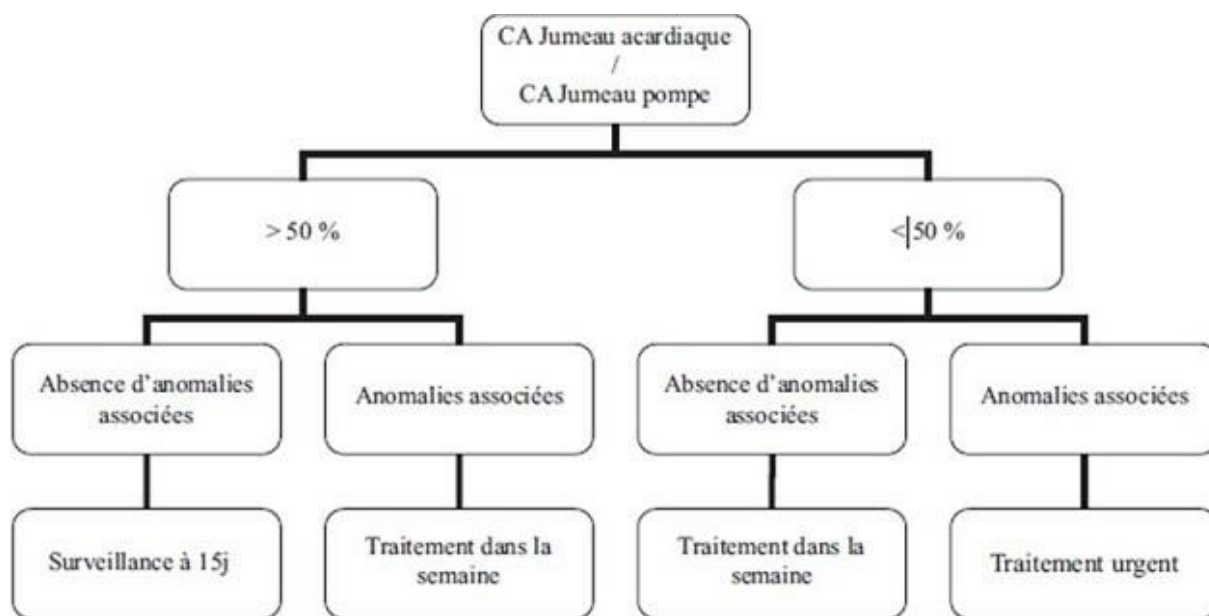 CA Jumeau acardiaque
/
CA Jumeau pompe
> 50 %
< 50 %
Absence d'anomalies
associées
Anomalies associées
Absence d'anomalies
associées
Anomalies associées
Surveillance à 15j
Traitement dans la
semaine
Traitement dans la
semaine
Traitement urgent